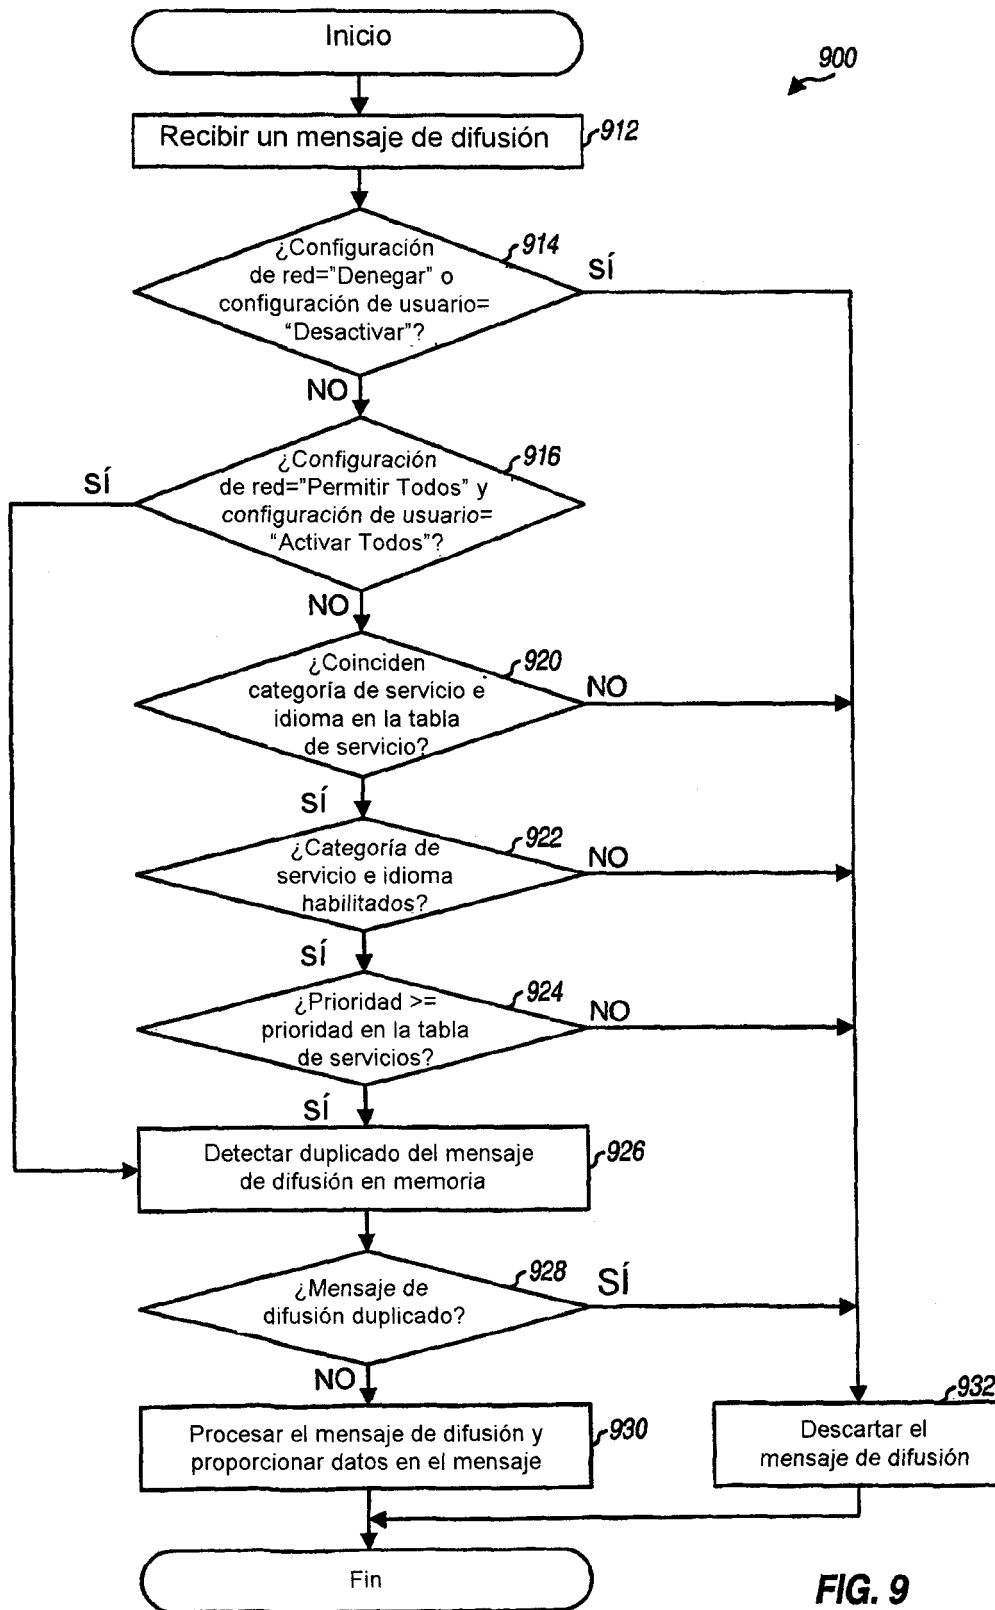 Inicio
900
Recibir un mensaje de difusión
912
¿Configuración
de red="Denegar" o
configuración de usuario=
“Desactivar”?
914
SÍ
NO
¿Configuración
de red="Permitir Todos" y
configuración de usuario=
“Activar Todos”?
916
SÍ
NO
¿Coinciden
categoría de servicio e
idioma en la tabla
de servicio?
920
NO
SÍ
¿Categoría de
servicio e idioma
habilitados?
922
NO
SÍ
¿Prioridad >=
prioridad en la tabla
de servicios?
924
NO
SÍ
Detectar duplicado del mensaje
de difusión en memoria
926
¿Mensaje de
difusión duplicado?
928
SÍ
NO
Procesar el mensaje de difusión y
proporcionar datos en el mensaje
930
Descartar el
mensaje de difusión
932
Fin
FIG. 9